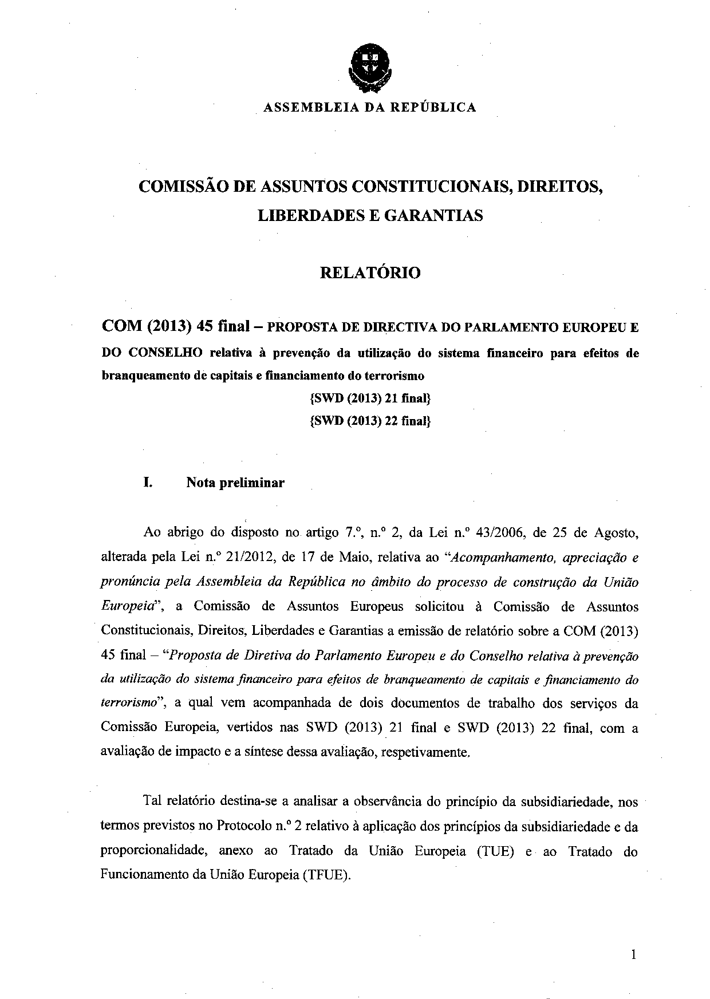 ASSEMBLEIA DA REPÚBLICA
COMISSÃO DE ASSUNTOS CONSTITUCIONAIS, DIREITOS,
LIBERDADES E GARANTIAS
RELATÓRIO
COM (2013) 45 final – PROPOSTA DE DIRECTIVA DO PARLAMENTO EUROPEU E
DO CONSELHO relativa à prevenção da utilização do sistema financeiro para efeitos de
branqueamento de capitais e financiamento do terrorismo
{SWD (2013) 21 final}
{SWD (2013) 22 final}
I. Nota preliminar
Ao abrigo do disposto no artigo 7.º, n.º 2, da Lei n.º 43/2006, de 25 de Agosto,
alterada pela Lei n.º 21/2012, de 17 de Maio, relativa ao “Acompanhamento, apreciação e
pronúncia pela Assembleia da República no âmbito do processo de construção da União
Europeia”, a Comissão de Assuntos Europeus solicitou à Comissão de Assuntos
Constitucionais, Direitos, Liberdades e Garantias a emissão de relatório sobre a COM (2013)
45 final – “Proposta de Diretiva do Parlamento Europeu e do Conselho relativa à prevenção
da utilização do sistema financeiro para efeitos de branqueamento de capitais e financiamento do
terrorismo”, a qual vem acompanhada de dois documentos de trabalho dos serviços da
Comissão Europeia, vertidos nas SWD (2013) 21 final e SWD (2013) 22 final, com a
avaliação de impacto e a síntese dessa avaliação, respetivamente.
Tal relatório destina-se a analisar a observância do princípio da subsidiariedade, nos
termos previstos no Protocolo n.º 2 relativo à aplicação dos princípios da subsidiariedade e da
proporcionalidade, anexo ao Tratado da União Europeia (TUE) e ao Tratado do
Funcionamento da União Europeia (TFUE).
1